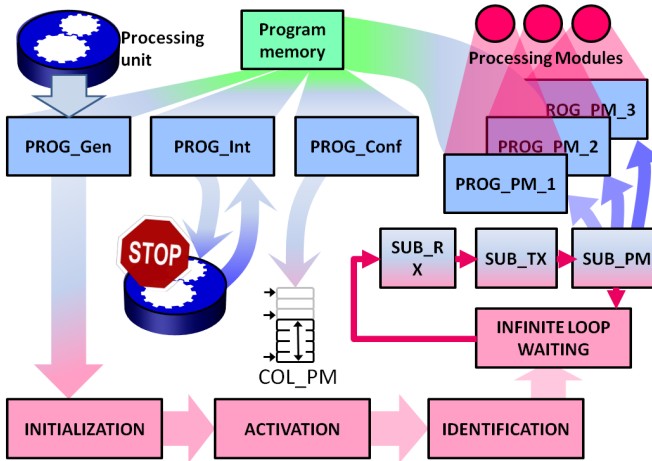 Processing
unit
Program
memory
Processing Modules
PROG_Gen
PROG_Int
PROG_Conf
ROG_PM_3
PROG_PM_2
PROG_PM_1
STOP
SUB_R
X
SUB_TX
SUB_PM
INFINITE LOOP
WAITING
COL_PM
INITIALIZATION
ACTIVATION
IDENTIFICATION